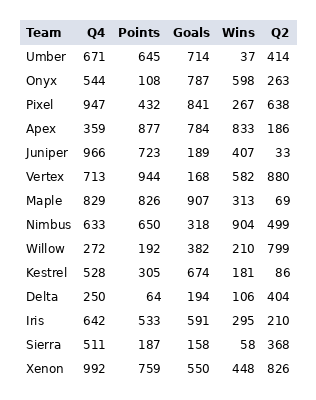 Team Q4 Points Goals Wins Q2
Umber 671 645 714 37 414
Onyx 544 108 787 598 263
Pixel 947 432 841 267 638
Apex 359 877 784 833 186
Juniper 966 723 189 407 33
Vertex 713 944 168 582 880
Maple 829 826 907 313 69
Nimbus 633 650 318 904 499
Willow 272 192 382 210 799
Kestrel 528 305 674 181 86
Delta 250 64 194 106 404
Iris 642 533 591 295 210
Sierra 511 187 158 58 368
Xenon 992 759 550 448 826